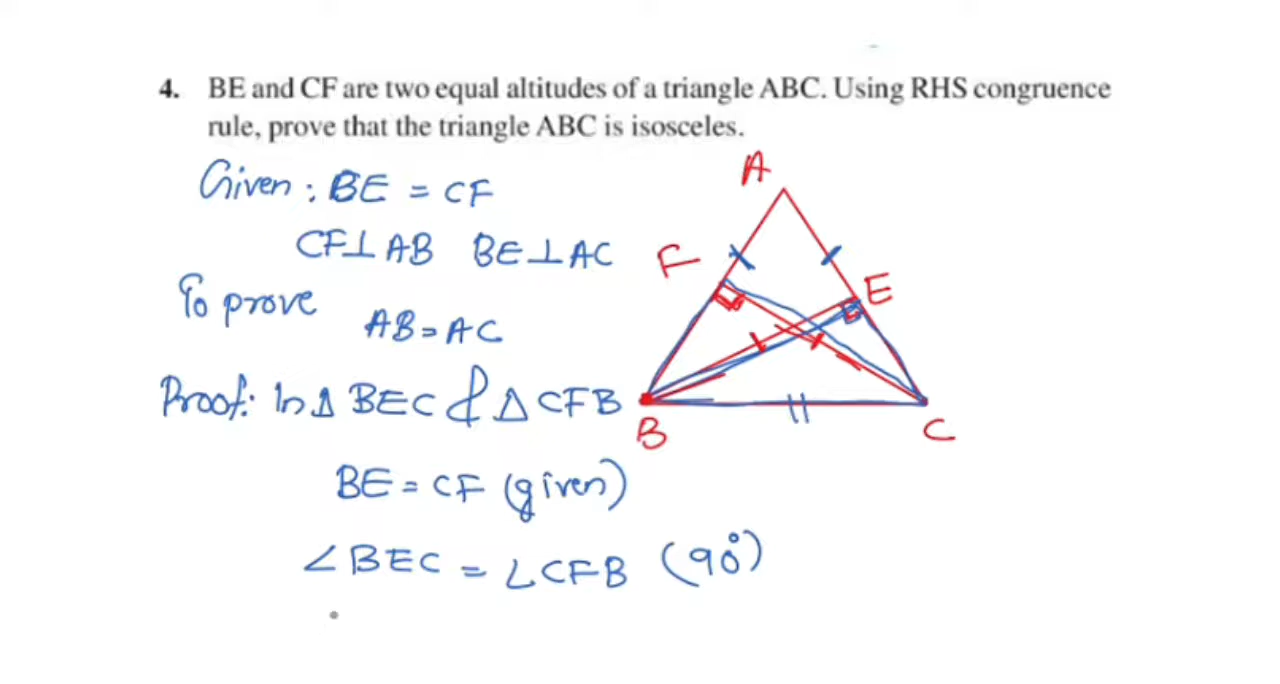 4. BE and CF are two equal altitudes of a triangle ABC. Using RHS congruence
rule, prove that the triangle ABC is isosceles.
Given : BE = CF
CF⊥AB BE⊥AC
To prove
AB=AC
Proof: In Δ BEC & Δ CFB
BE = CF (given)
∠BEC = ∠CFB (90°)
A
F
E
B
C